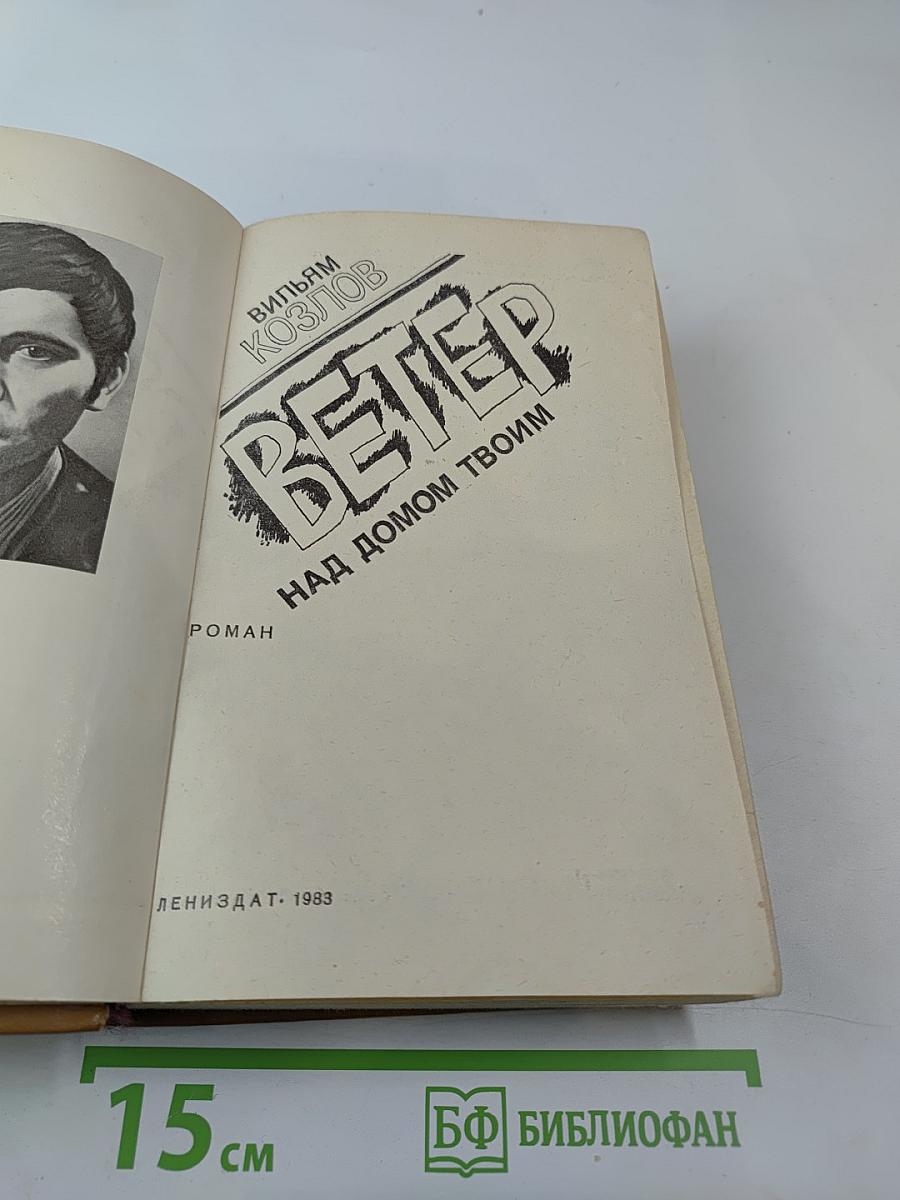 ВИЛЬЯМ
КОЗЛОВ
ВЕТЕР
НАД ДОМОМ ТВОИМ
РОМАН
ЛЕНИЗДАТ • 1983
15 см
БФ БИБЛИОФАН